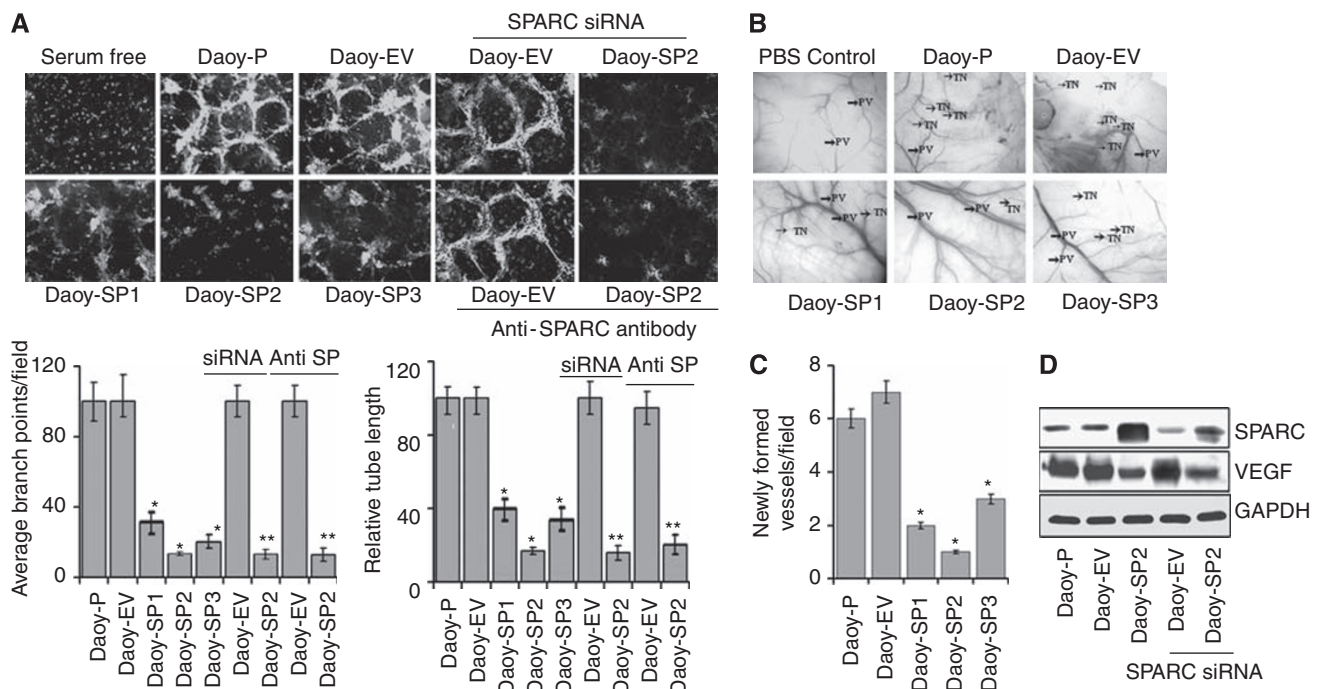 A
SPARC siRNA
Serum free Daoy-P Daoy-EV Daoy-EV Daoy-SP2
Daoy-SP1 Daoy-SP2 Daoy-SP3 Daoy-EV Daoy-SP2
Anti-SPARC antibody
120
80
40
0
Average branch points/field
siRNA Anti SP
* * * ** **
Daoy-P Daoy-EV Daoy-SP1 Daoy-SP2 Daoy-SP3 Daoy-EV Daoy-SP2 Daoy-EV Daoy-SP2
120
80
40
0
Relative tube length
siRNA Anti SP
* * * ** **
Daoy-P Daoy-EV Daoy-SP1 Daoy-SP2 Daoy-SP3 Daoy-EV Daoy-SP2 Daoy-EV Daoy-SP2
B
PBS Control Daoy-P Daoy-EV
PV
PV
TN
TN
TN
TN
PV
TN
TN
TN
TN
TN
PV
PV
PV
TN
TN
PV
PV
TN
TN
TN
TN
PV
PV
Daoy-SP1 Daoy-SP2 Daoy-SP3
C
8
6
4
2
0
Newly formed
vessels/field
* * *
Daoy-P Daoy-EV Daoy-SP1 Daoy-SP2 Daoy-SP3
D
SPARC
VEGF
GAPDH
Daoy-P Daoy-EV Daoy-SP2 Daoy-EV Daoy-SP2
SPARC siRNA